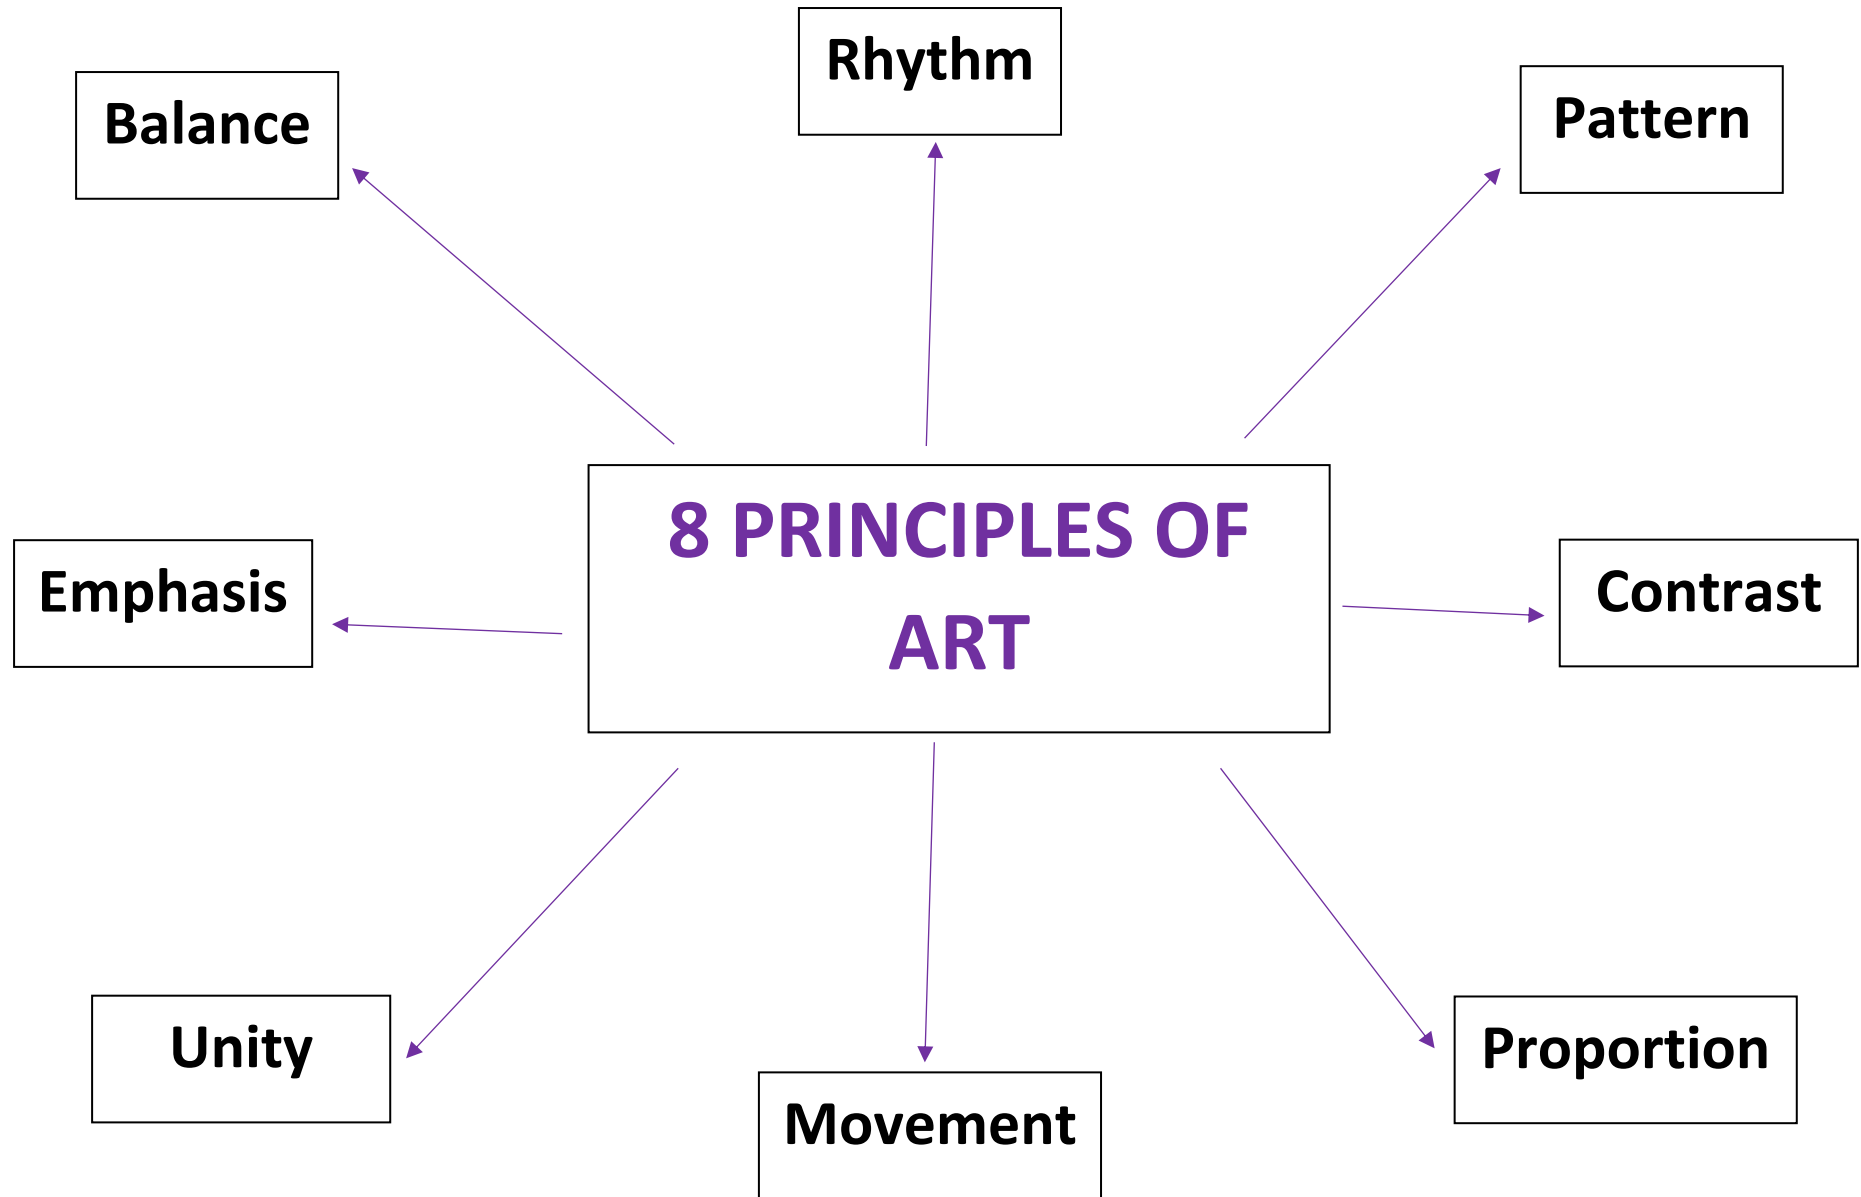 Rhythm
Balance
Pattern
8 PRINCIPLES OF
ART
Emphasis
Contrast
Unity
Proportion
Movement